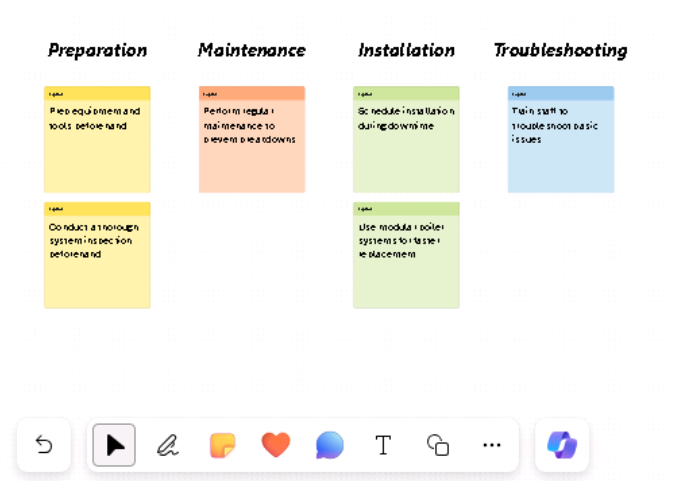 Preparation
Maintenance
Installation
Troubleshooting
Prep equipment and
tools beforehand
Perform regular
maintenance to
prevent breakdowns
Schedule installation
during downtime
Train staff to
troubleshoot basic
issues
Conduct a thorough
system inspection
beforehand
Use modular boiler
systems for faster
replacement
T